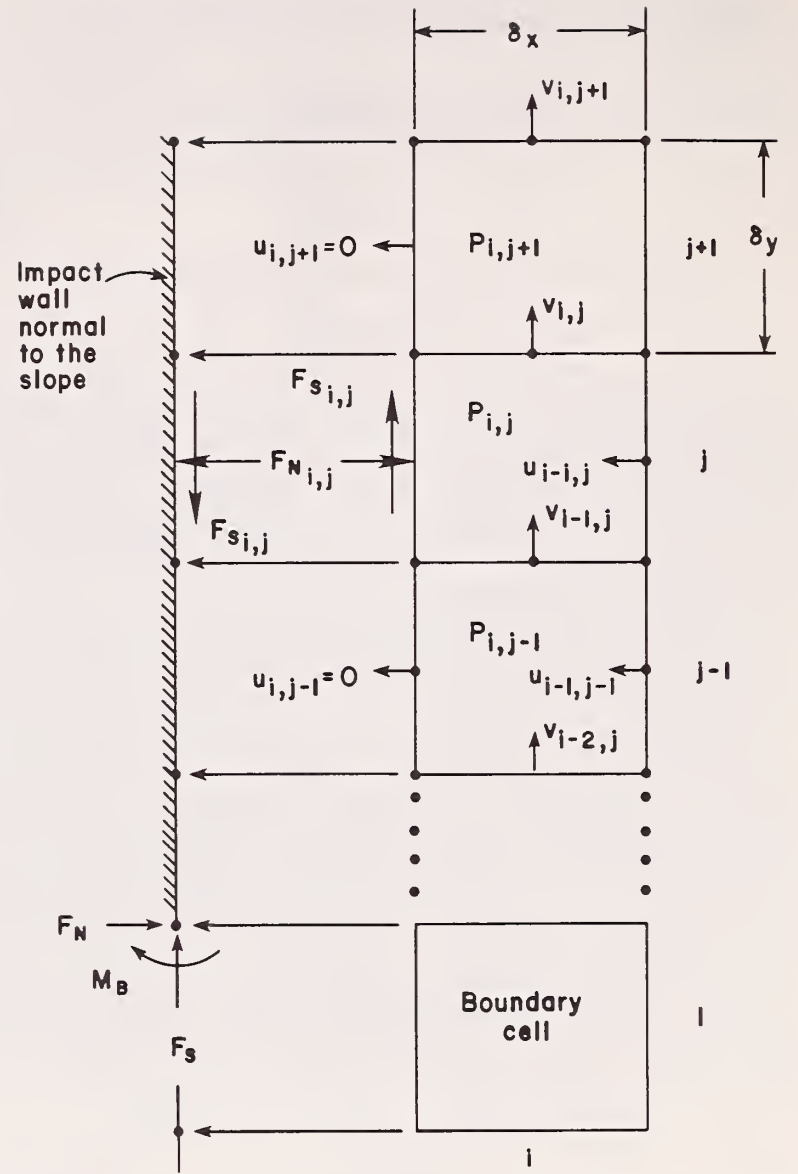 δx
vi,j+1
ui,j+1=0
Pi,j+1
j+1
δy
Impact
wall
normal
to the
slope
vi,j
FSi,j
Pi,j
FNi,j
ui-i,j
j
FSi,j
vi-1,j
Pi,j-1
ui,j-1=0
ui-1,j-1
j-1
vi-2,j
FN
MB
Boundary
cell
I
FS
i